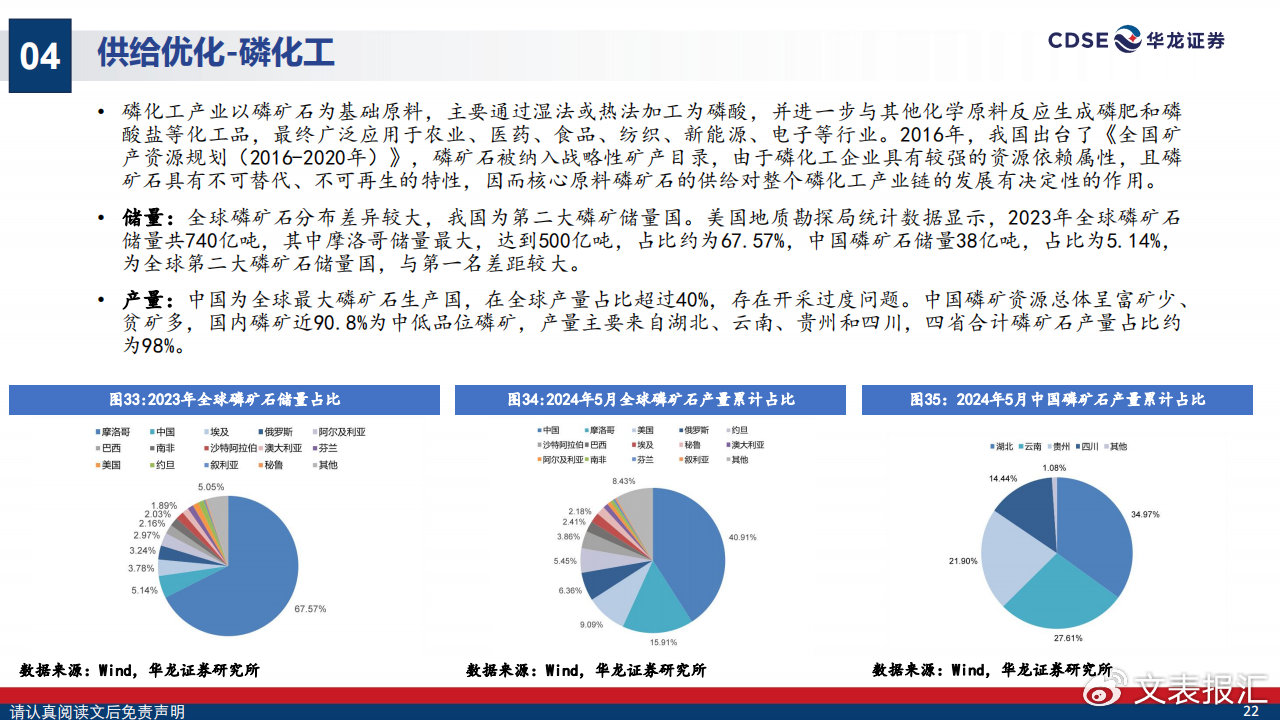 04
供给优化-磷化工
CDSE 华龙证券
• 磷化工产业以磷矿石为基础原料，主要通过湿法或热法加工为磷酸，并进一步与其他化学原料反应生成磷肥和磷
酸盐等化工品，最终广泛应用于农业、医药、食品、纺织、新能源、电子等行业。2016年，我国出台了《全国矿
产资源规划（2016-2020年）》，磷矿石被纳入战略性矿产目录，由于磷化工企业具有较强的资源依赖属性，且磷
矿石具有不可替代、不可再生的特性，因而核心原料磷矿石的供给对整个磷化工产业链的发展有决定性的作用。
• 储量：全球磷矿石分布差异较大，我国为第二大磷矿储量国。美国地质勘探局统计数据显示，2023年全球磷矿石
储量共740亿吨，其中摩洛哥储量最大，达到500亿吨，占比约为67.57%，中国磷矿石储量38亿吨，占比为5.14%，
为全球第二大磷矿石储量国，与第一名差距较大。
• 产量：中国为全球最大磷矿石生产国，在全球产量占比超过40%，存在开采过度问题。中国磷矿资源总体呈富矿少、
贫矿多，国内磷矿近90.8%为中低品位磷矿，产量主要来自湖北、云南、贵州和四川，四省合计磷矿石产量占比约
为98%。
图33:2023年全球磷矿石储量占比
摩洛哥 中国 埃及 俄罗斯 阿尔及利亚
巴西 南非 沙特阿拉伯 澳大利亚 芬兰
美国 约旦 叙利亚 秘鲁 其他
5.05%
1.89%
2.03%
2.16%
2.97%
3.24%
3.78%
5.14%
67.57%
数据来源：Wind，华龙证券研究所
图34:2024年5月全球磷矿石产量累计占比
中国 摩洛哥 美国 俄罗斯 约旦
沙特阿拉伯 巴西 埃及 秘鲁 澳大利亚
阿尔及利亚 南非 芬兰 叙利亚 其他
8.43%
2.18%
2.41%
3.86%
5.45%
6.36%
9.09%
15.91%
40.91%
数据来源：Wind，华龙证券研究所
图35：2024年5月中国磷矿石产量累计占比
湖北 云南 贵州 四川 其他
1.08%
14.44%
34.97%
21.90%
27.61%
数据来源：Wind，华龙证券研究所
文表报汇
请认真阅读文后免责声明
22